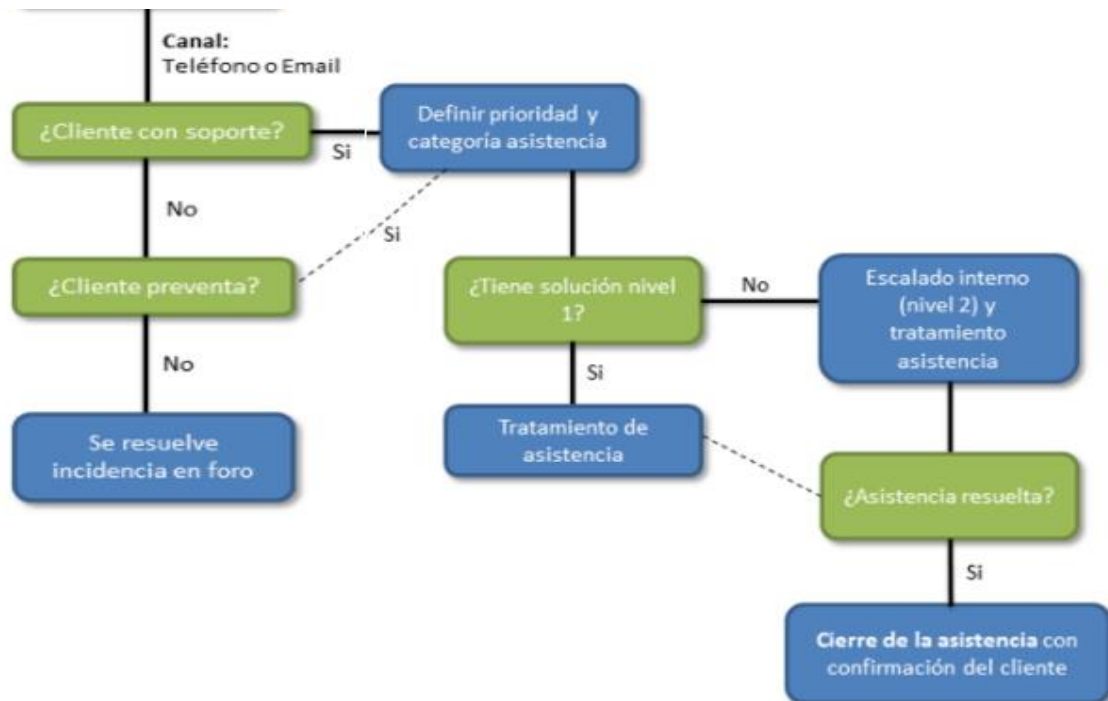 Canal:
Teléfono o Email
¿Cliente con soporte?
Si
Definir prioridad y
categoría asistencia
No
Si
¿Cliente preventa?
¿Tiene solución nivel
1?
No
Escalado interno
(nivel 2) y
tratamiento
asistencia
No
Si
Se resuelve
incidencia en foro
Tratamiento de
asistencia
¿Asistencia resuelta?
Si
Cierre de la asistencia con
confirmación del cliente